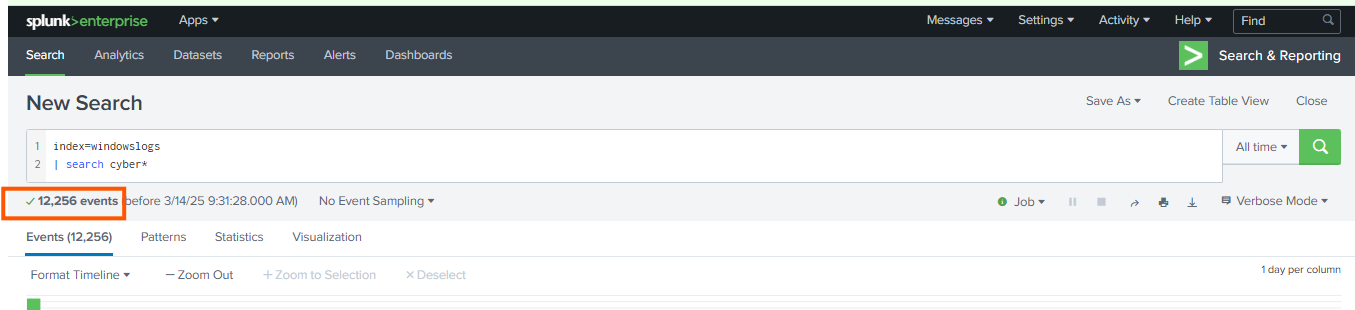 splunk>enterprise Apps Messages Settings Activity Help Find
Search Analytics Datasets Reports Alerts Dashboards > Search & Reporting
New Search Save As Create Table View Close
1 index=windowslogs All time
2 | search cyber*
✓ 12,256 events before 3/14/25 9:31:28.000 AM) No Event Sampling Job Verbose Mode
Events (12,256) Patterns Statistics Visualization
Format Timeline — Zoom Out + Zoom to Selection × Deselect 1 day per column